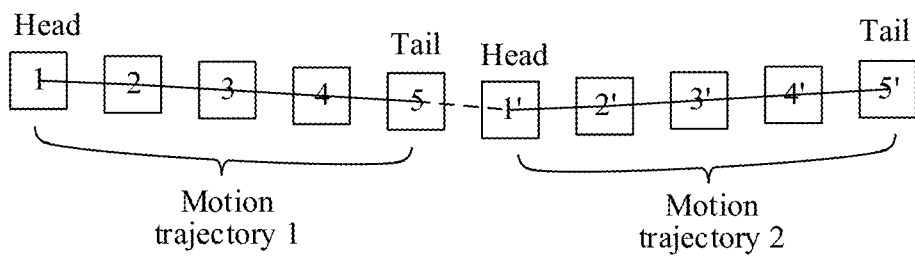 Head
Tail
Head
Tail
1 2 3 4 5 1' 2' 3' 4' 5'
Motion
trajectory 1
Motion
trajectory 2